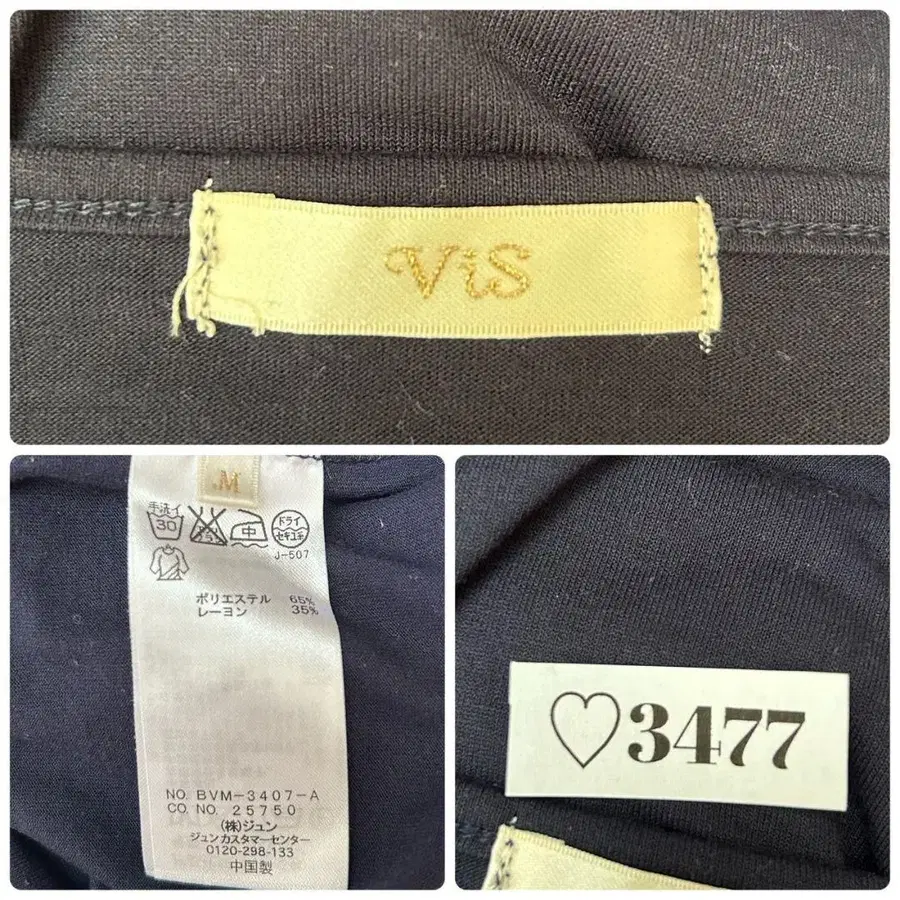 ViS
M
手洗イ
30
中
ドライ
セキユ系
J-507
ポリエステル 65%
レーヨン 35%
NO. BVM-3407-A
CO. NO. 25750
(株)ジュン
ジュンカスタマーセンター
0120-298-133
中国製
♡3477